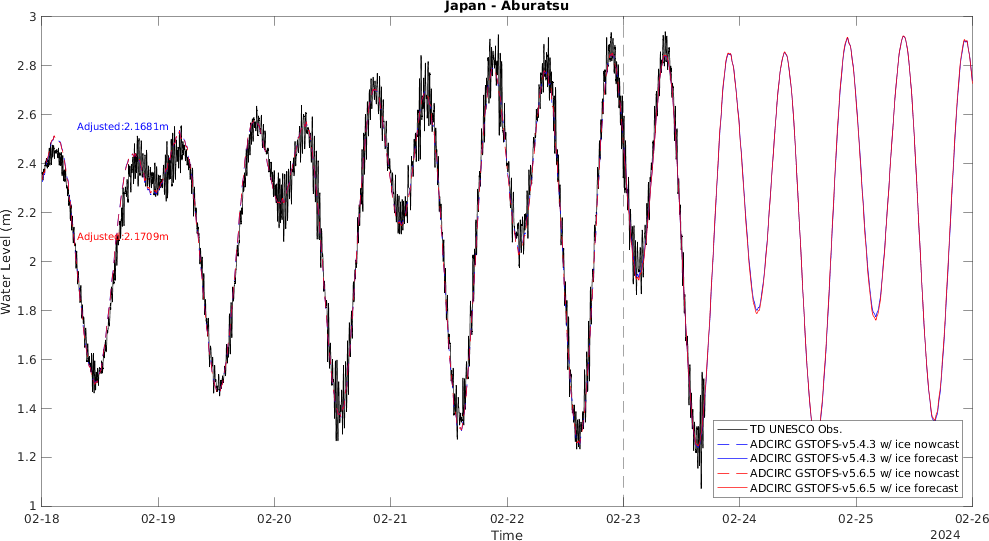 Japan - Aburatsu
3
2.8
2.6
2.4
2.2
2
1.8
1.6
1.4
1.2
1
Water Level (m)
Adjusted:2.1681m
Adjusted:2.1709m
TD UNESCO Obs.
ADCIRC GSTOFS-v5.4.3 w/ ice nowcast
ADCIRC GSTOFS-v5.4.3 w/ ice forecast
ADCIRC GSTOFS-v5.6.5 w/ ice nowcast
ADCIRC GSTOFS-v5.6.5 w/ ice forecast
02-18 02-19 02-20 02-21 02-22 02-23 02-24 02-25 02-26
Time
2024